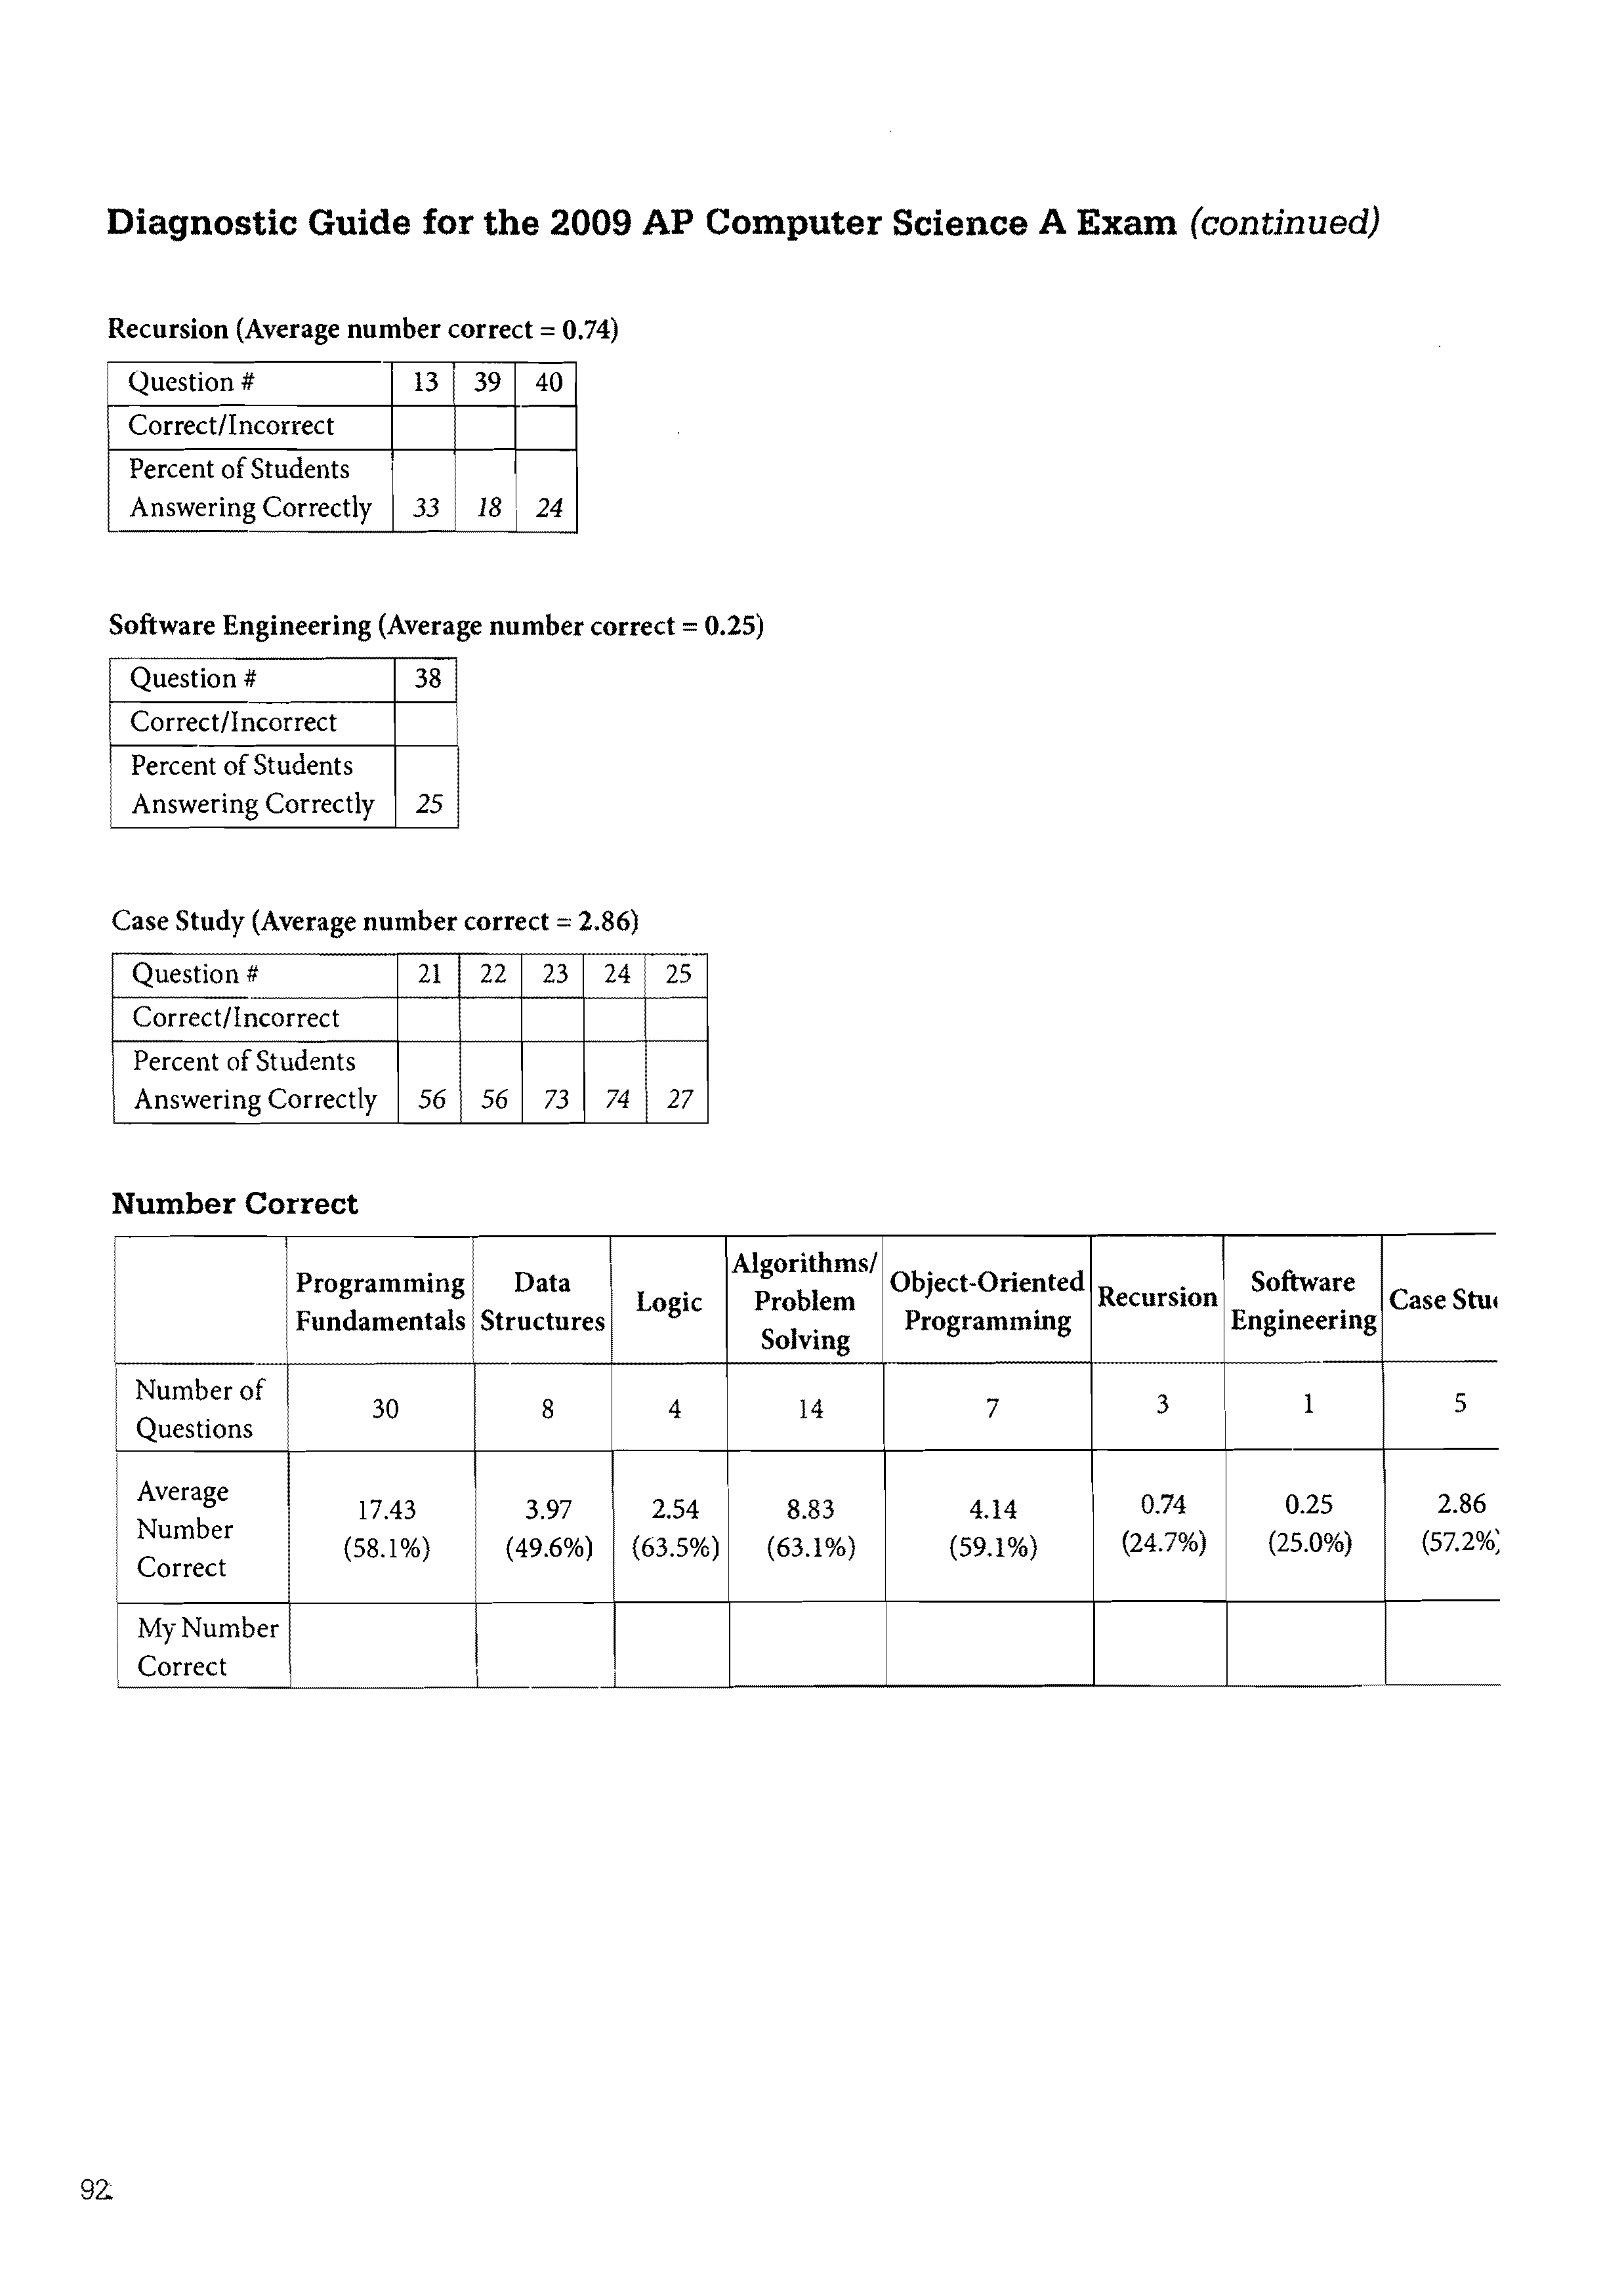 Diagnostic Guide for the 2009 AP Computer Science A Exam (continued)
Recursion (Average number correct = 0.74)
Question # 13 39 40
Correct/Incorrect
Percent of Students
Answering Correctly 33 18 24
Software Engineering (Average number correct = 0.25)
Question # 38
Correct/Incorrect
Percent of Students
Answering Correctly 25
Case Study (Average number correct = 2.86)
Question # 21 22 23 24 25
Correct/Incorrect
Percent of Students
Answering Correctly 56 56 73 74 27
Number Correct
Programming Fundamentals
Data Structures
Logic
Algorithms/ Problem Solving
Object-Oriented Programming
Recursion
Software Engineering
Case
Number of Questions 30 8 4 14 7 3 1 5
Average Number Correct 17.43 3.97 2.54 8.83 4.14 0.74 0.25 2.86
(58.1%) (49.6%) (63.5%) (63.1%) (59.1%) (24.7%) (25.0%) (57.2%)
My Number Correct
92